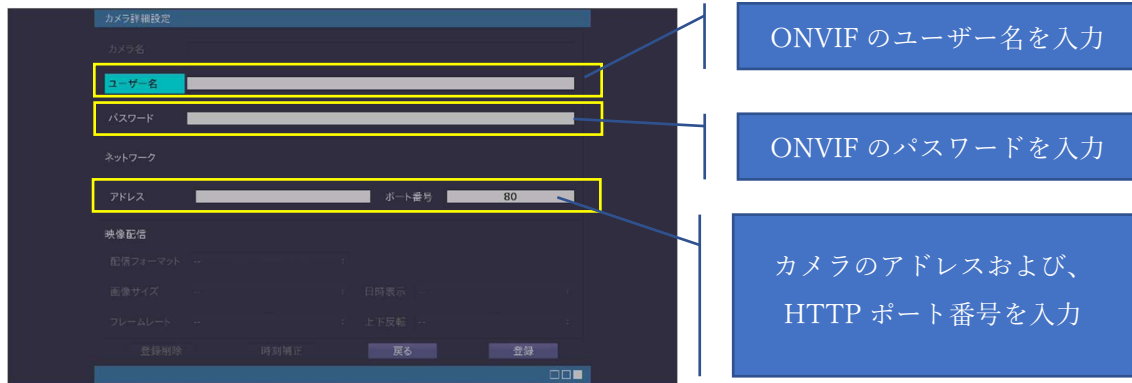 カメラ詳細設定
カメラ名
ユーザー名
パスワード
ネットワーク
アドレス ポート番号 80
映像配信
配信フォーマット --
画像サイズ -- 日時表示 --
フレームレート -- 上下反転 --
登録削除 時刻補正 戻る 登録
ONVIF のユーザー名を入力
ONVIF のパスワードを入力
カメラのアドレスおよび、
HTTP ポート番号を入力